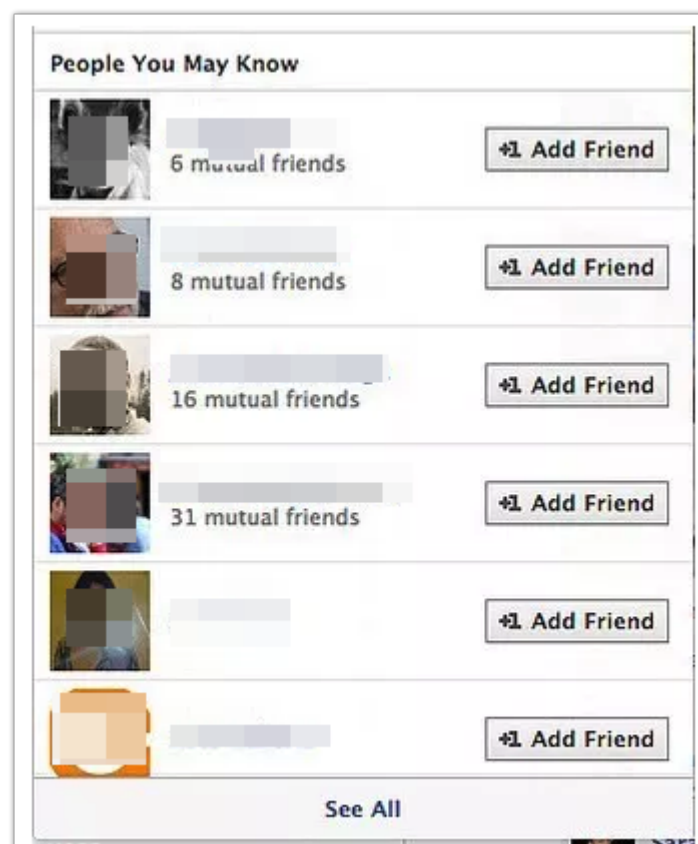 People You May Know
6 mutual friends
+1 Add Friend
8 mutual friends
+1 Add Friend
16 mutual friends
+1 Add Friend
31 mutual friends
+1 Add Friend
+1 Add Friend
+1 Add Friend
See All